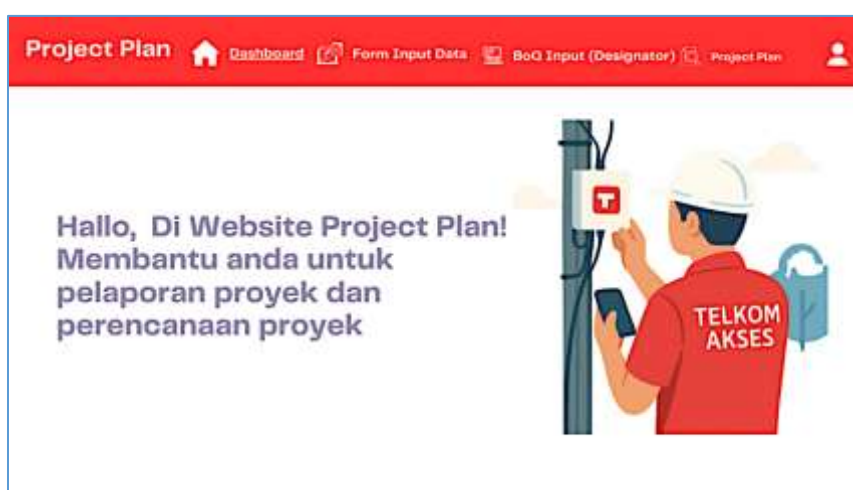 Project Plan Dashboard Form Input Data BoQ Input (Designator) Project Plan
Hallo, Di Website Project Plan!
Membantu anda untuk
pelaporan proyek dan
perencanaan proyek
T
TELKOM
AKSES